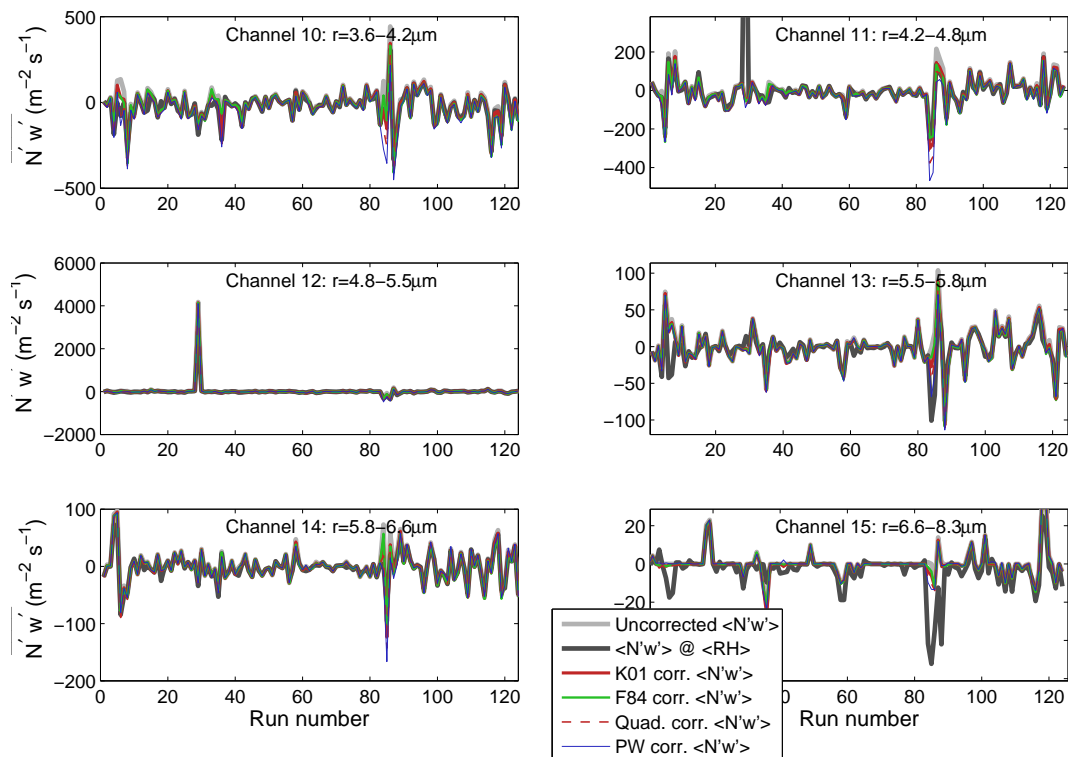 Channel 10: r=3.6−4.2μm
500
0
−500
0 20 40 60 80 100 120
N′ w′ (m−2 s−1)
Channel 11: r=4.2−4.8μm
200
0
−200
−400
20 40 60 80 100 120
Channel 12: r=4.8−5.5μm
6000
4000
2000
0
−2000
0 20 40 60 80 100 120
N′ w′ (m−2 s−1)
Channel 13: r=5.5−5.8μm
100
50
0
−50
−100
20 40 60 80 100 120
Channel 14: r=5.8−6.6μm
100
0
−100
−200
0 20 40 60 80 100 120
N′ w′ (m−2 s−1)
Run number
Channel 15: r=6.6−8.3μm
20
0
−20
40 60 80 100 120
Run number
Uncorrected <N'w'>
<N'w'> @ <RH>
K01 corr. <N'w'>
F84 corr. <N'w'>
Quad. corr. <N'w'>
PW corr. <N'w'>